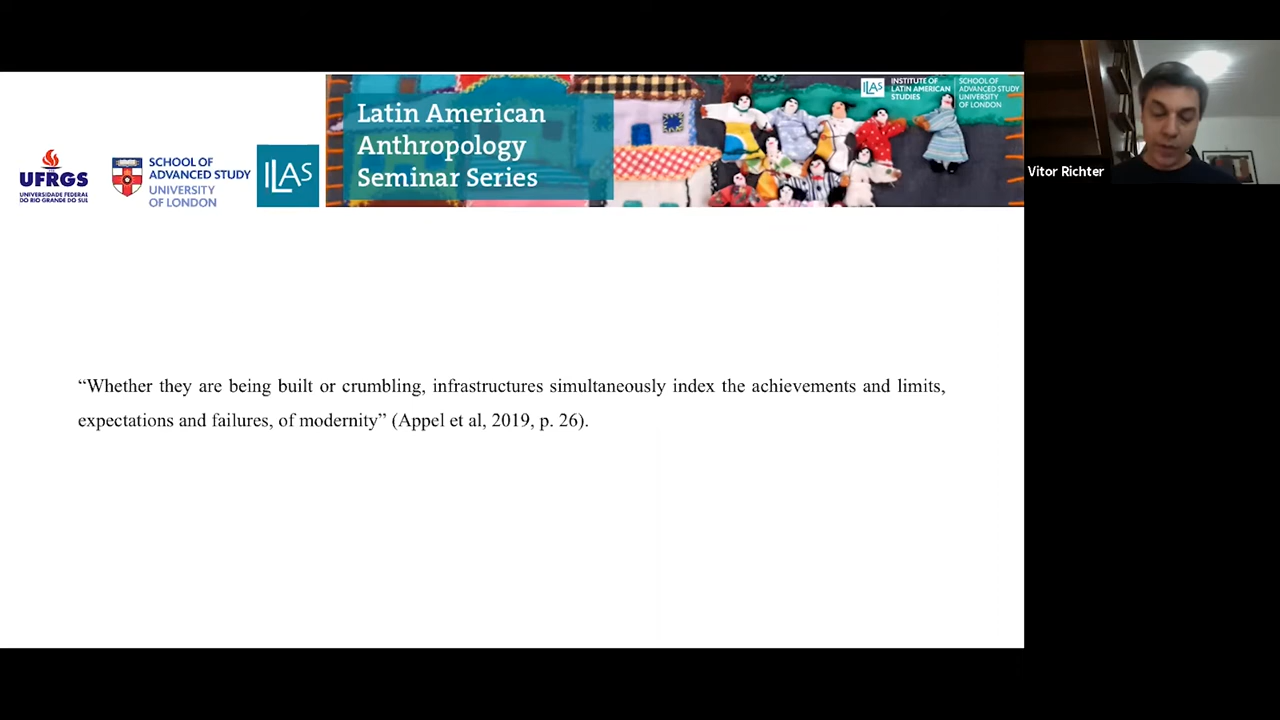 UFRGS
UNIVERSIDADE FEDERAL
DO RIO GRANDE DO SUL
SCHOOL OF
ADVANCED STUDY
UNIVERSITY
OF LONDON
ILAS
Latin American
Anthropology
Seminar Series
ILAS
INSTITUTE OF
LATIN AMERICAN
STUDIES
SCHOOL OF
ADVANCED STUDY
UNIVERSITY
OF LONDON
Vitor Richter
“Whether they are being built or crumbling, infrastructures simultaneously index the achievements and limits,
expectations and failures, of modernity” (Appel et al, 2019, p. 26).